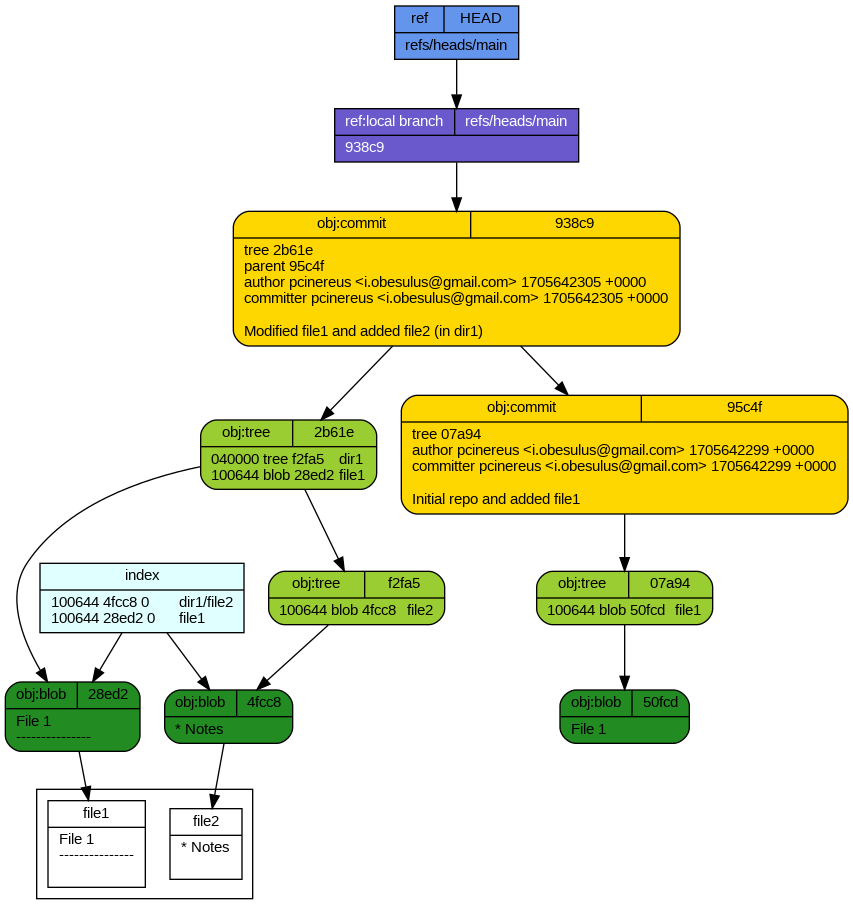 ref HEAD
refs/heads/main
ref:local branch refs/heads/main
938c9
obj:commit 938c9
tree 2b61e
parent 95c4f
author pcinereus <i.obesulus@gmail.com> 1705642305 +0000
committer pcinereus <i.obesulus@gmail.com> 1705642305 +0000
Modified file1 and added file2 (in dir1)
obj:commit 95c4f
tree 07a94
author pcinereus <i.obesulus@gmail.com> 1705642299 +0000
committer pcinereus <i.obesulus@gmail.com> 1705642299 +0000
Initial repo and added file1
obj:tree 2b61e
040000 tree f2fa5 dir1
100644 blob 28ed2 file1
index
100644 4fcc8 0 dir1/file2
100644 28ed2 0 file1
obj:tree f2fa5
100644 blob 4fcc8 file2
obj:tree 07a94
100644 blob 50fcd file1
obj:blob 28ed2
File 1
---------------
obj:blob 4fcc8
* Notes
obj:blob 50fcd
File 1
file1
File 1
---------------
file2
* Notes